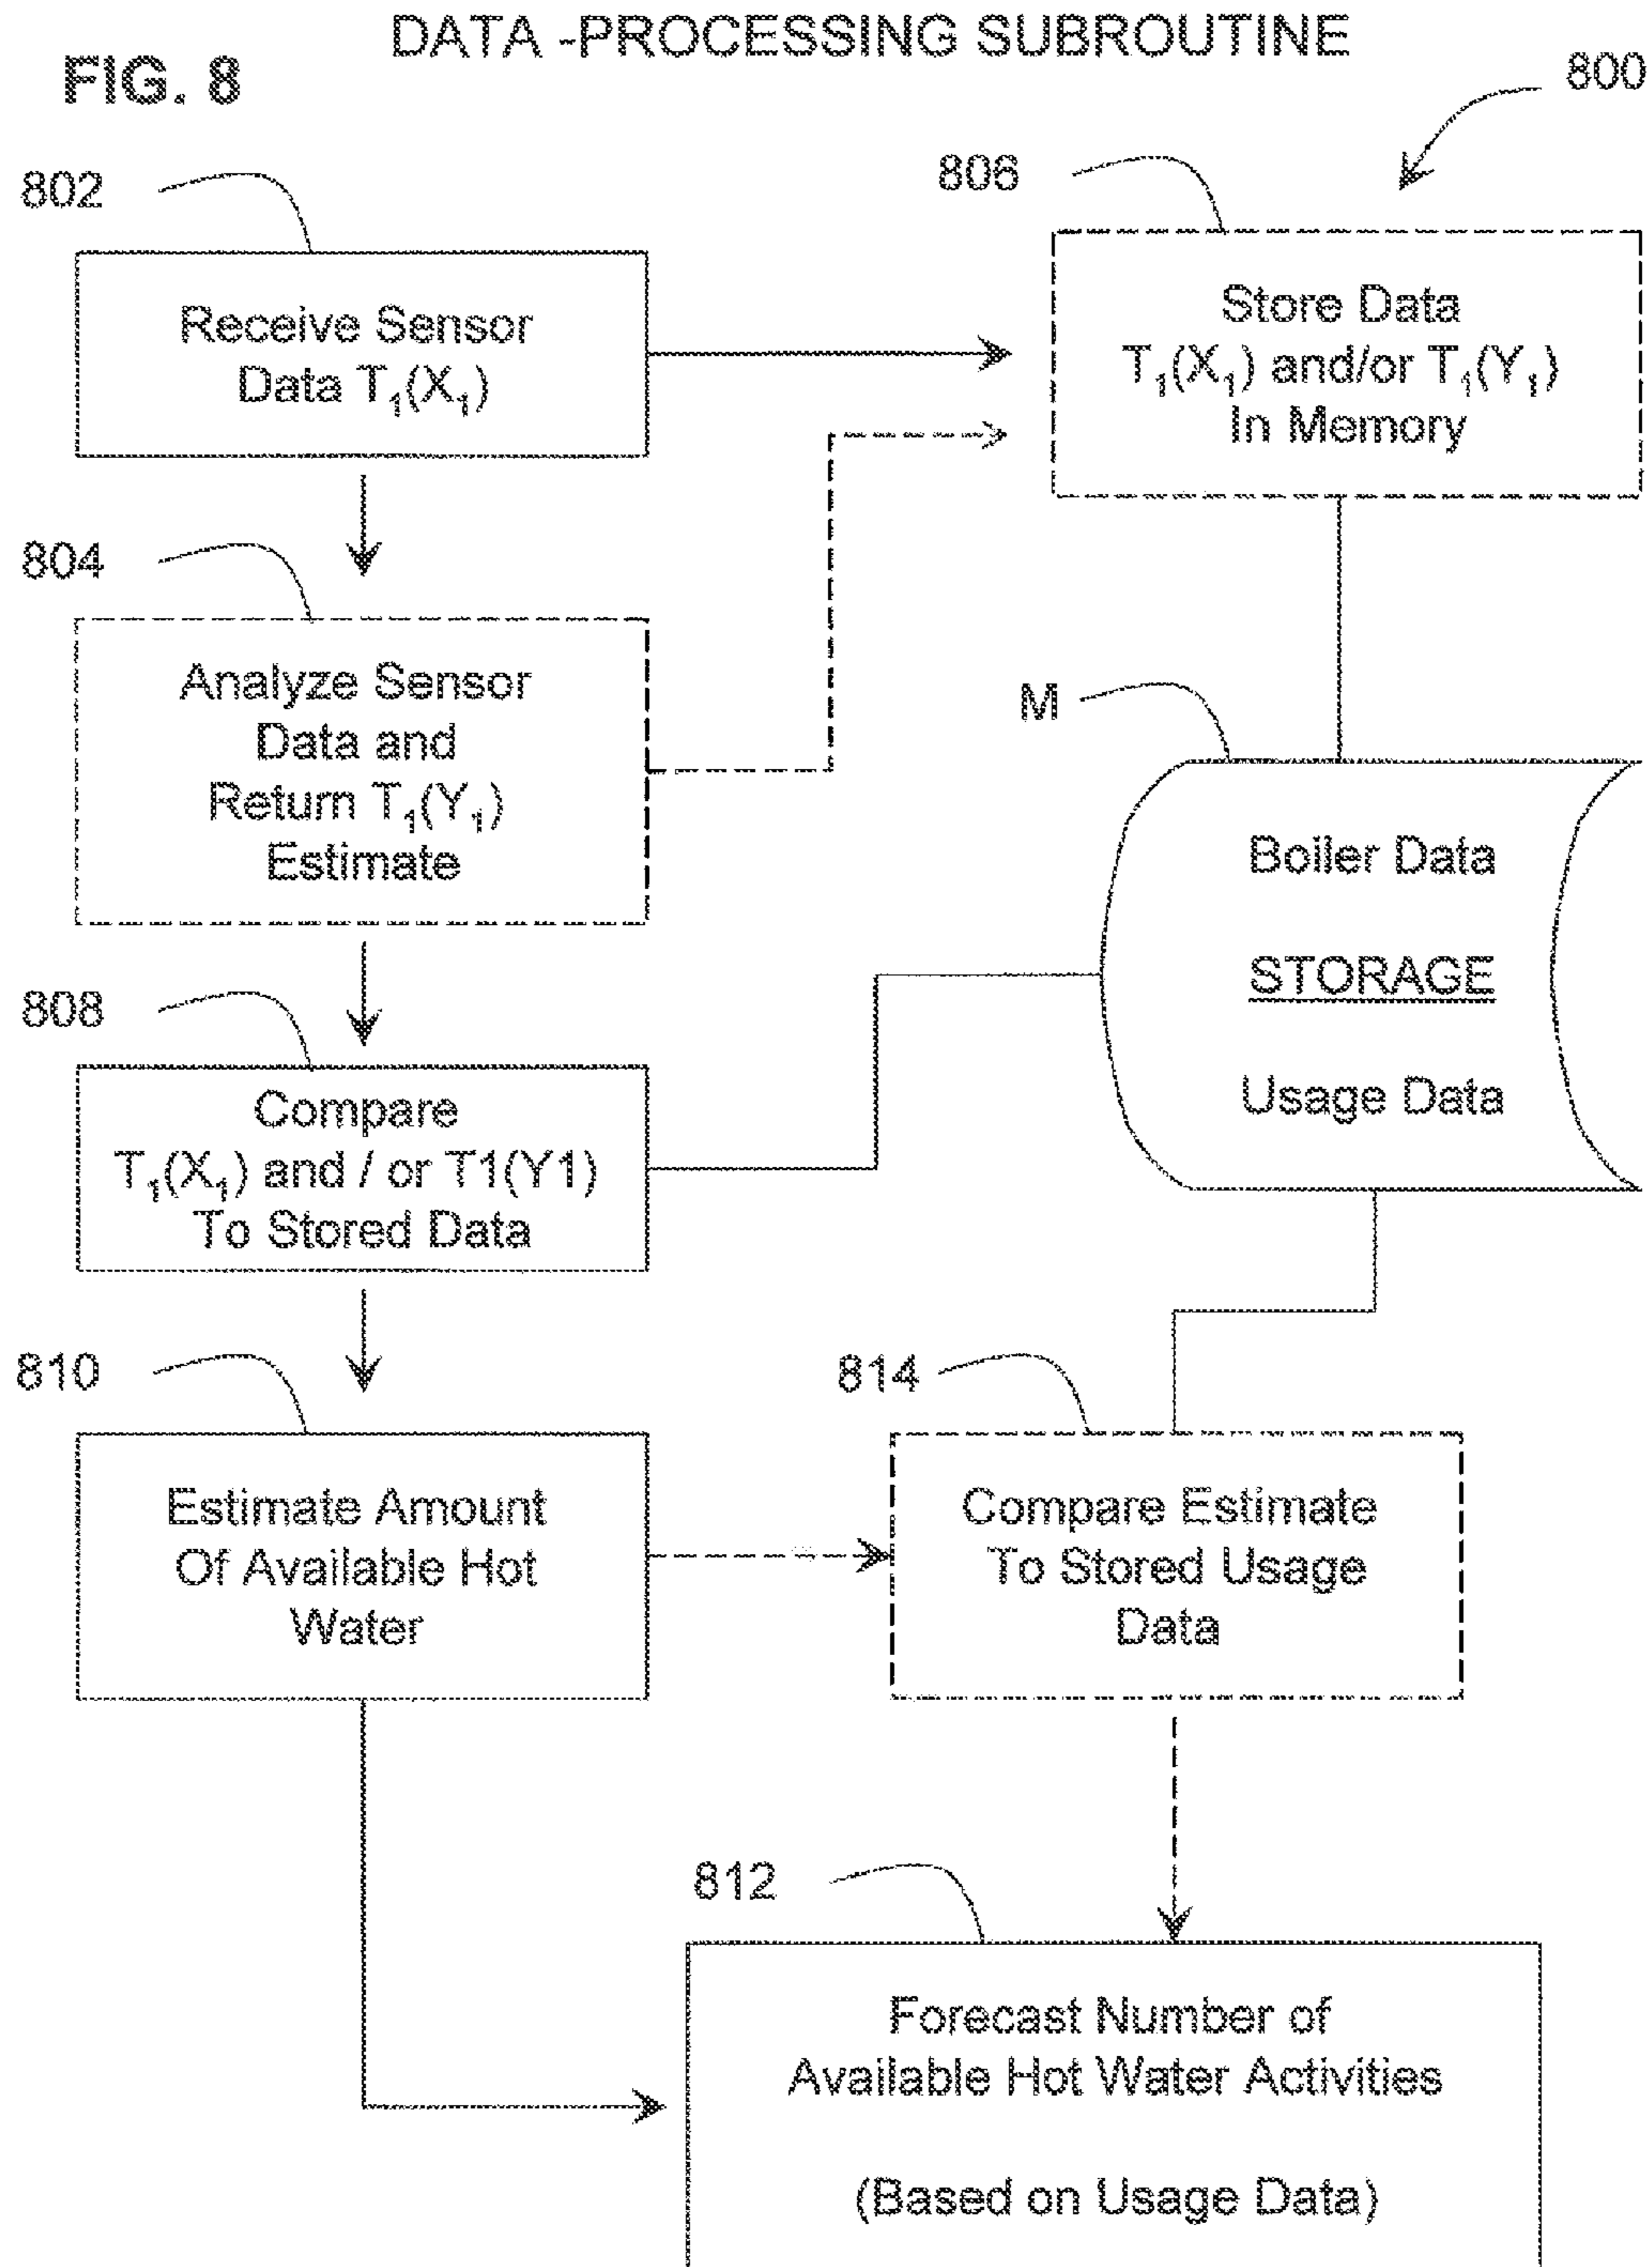 DATA -PROCESSING SUBROUTINE
FIG. 8
800
802
Receive Sensor
Data T₁(X₁)
806
Store Data
T₁(X₁) and/or T₁(Y₁)
In Memory
804
Analyze Sensor
Data and
Return T₁(Y₁)
Estimate
M
Boiler Data
STORAGE
Usage Data
808
Compare
T₁(X₁) and / or T1(Y1)
To Stored Data
810
Estimate Amount
Of Available Hot
Water
814
Compare Estimate
To Stored Usage
Data
812
Forecast Number of
Available Hot Water Activities
(Based on Usage Data)